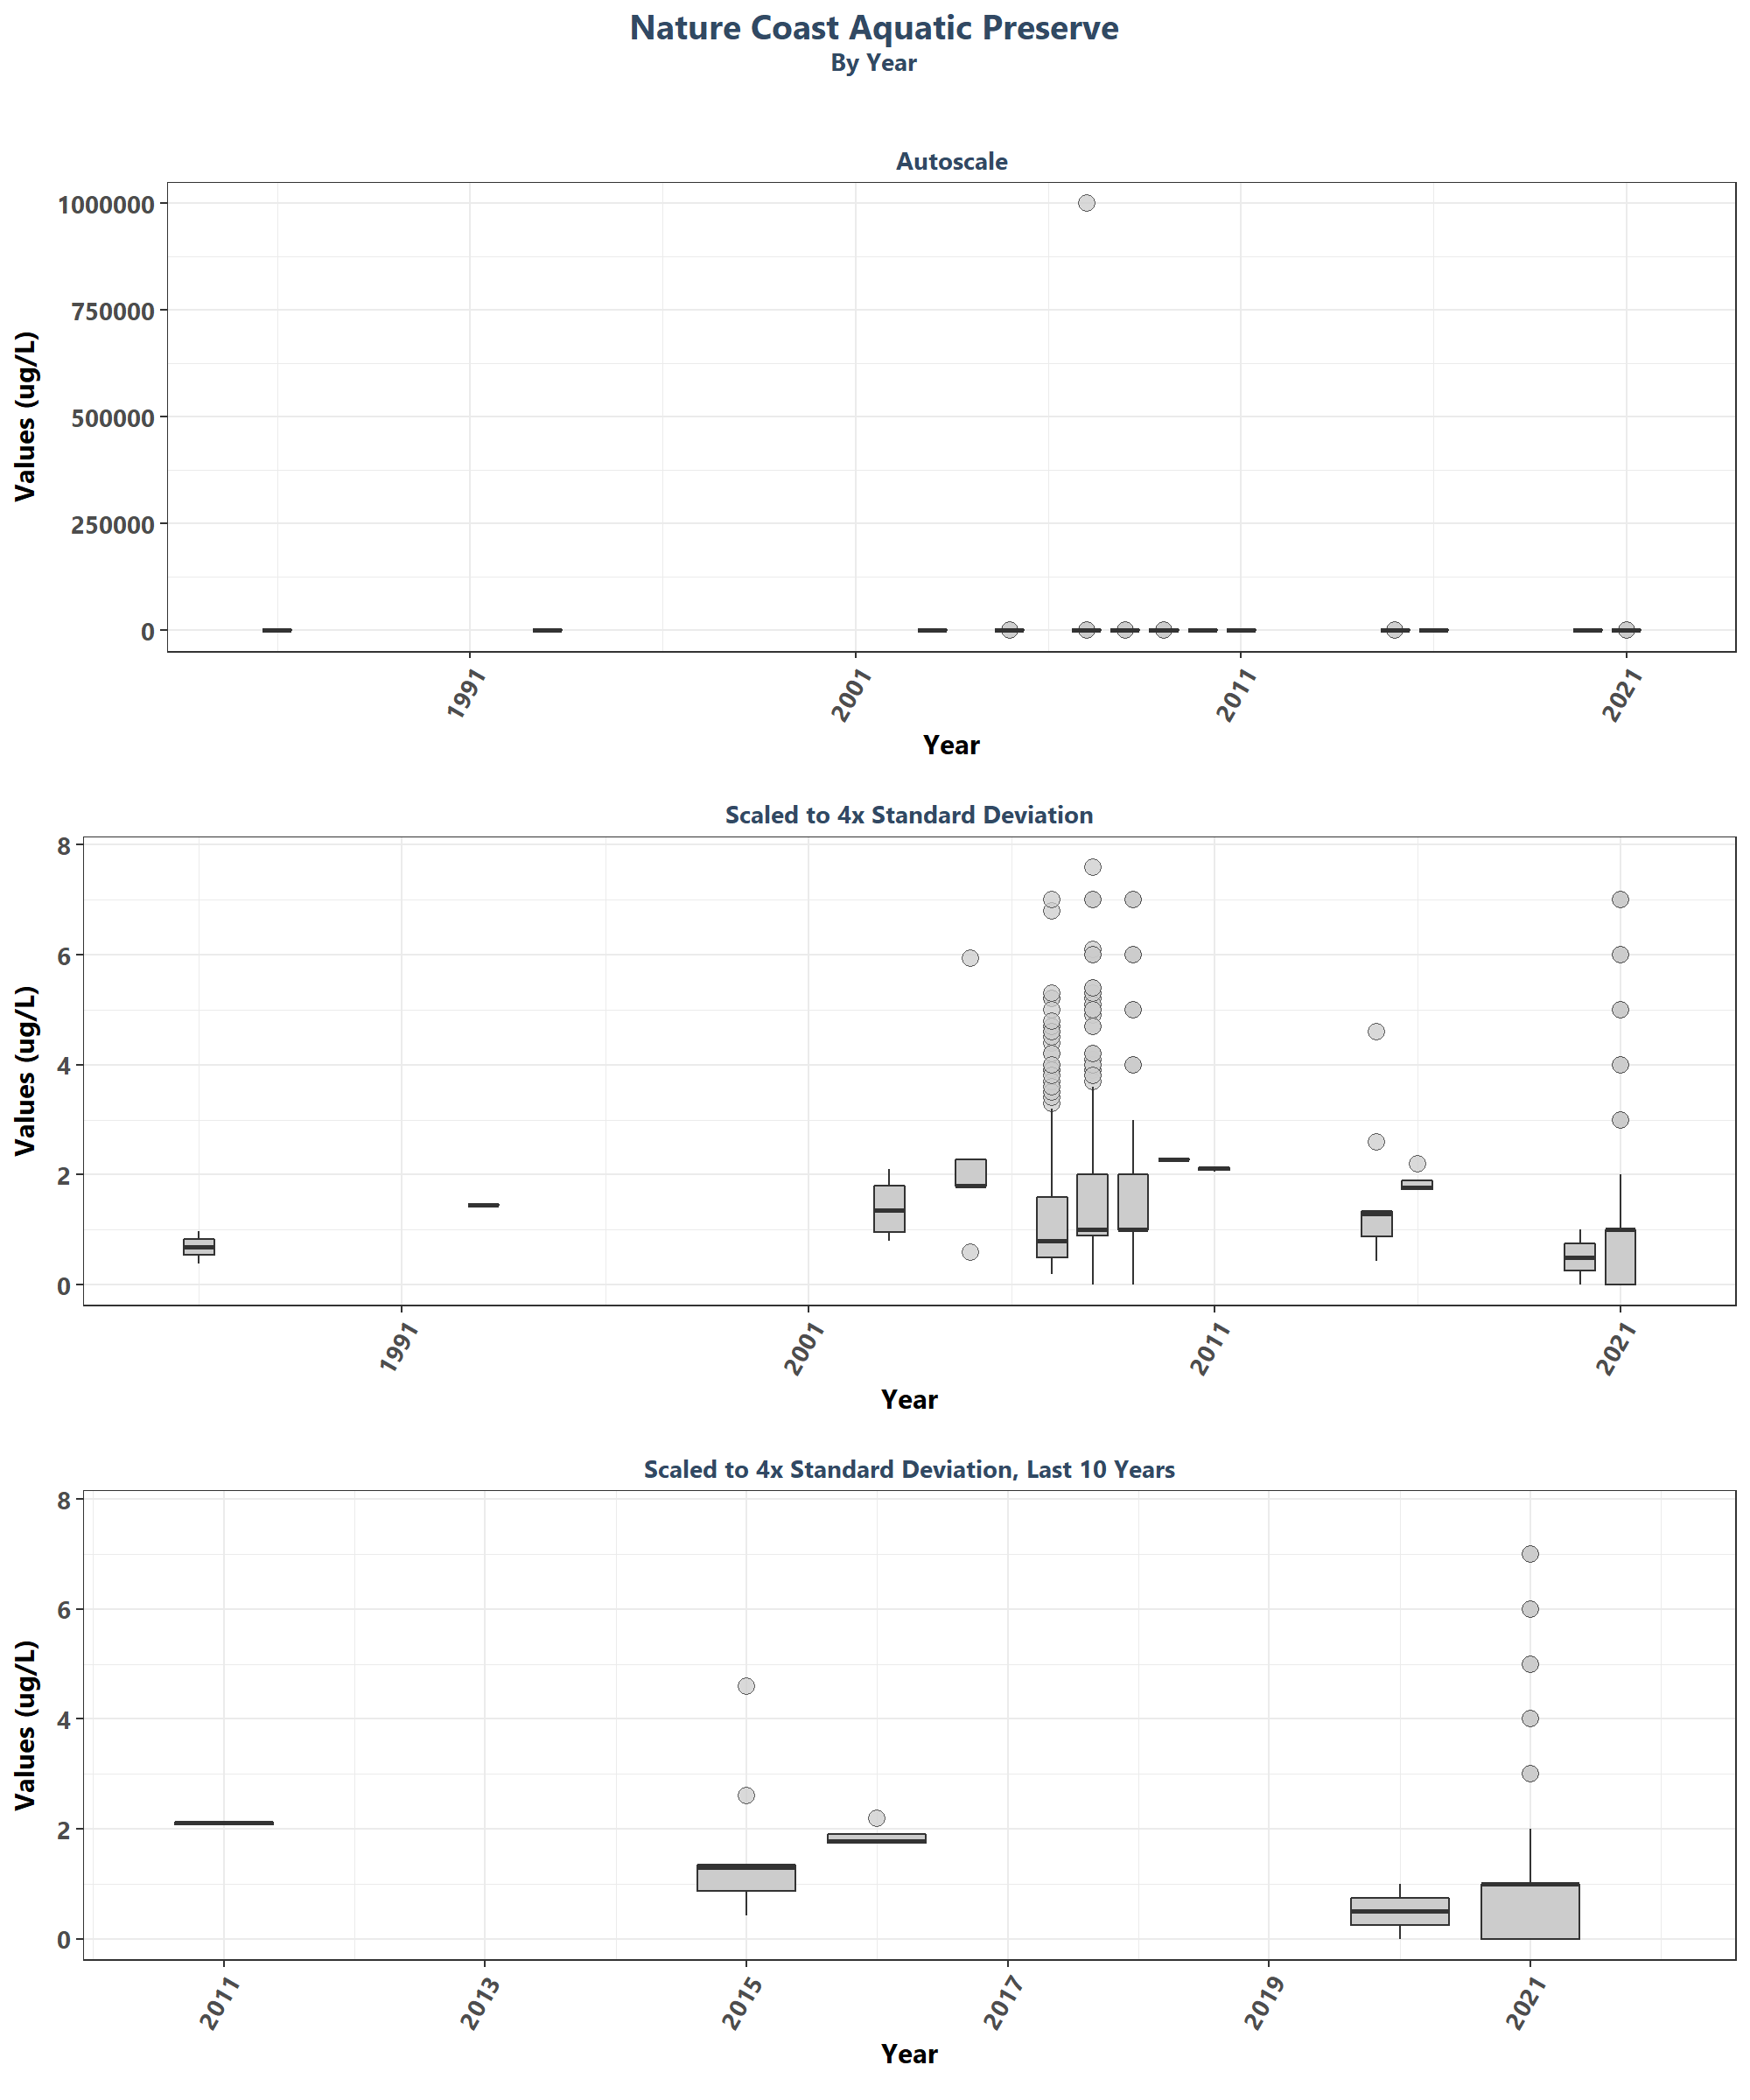 Nature Coast Aquatic Preserve
By Year
Autoscale
Values (ug/L)
1000000
750000
500000
250000
0
1991
2001
2011
2021
Year
Scaled to 4x Standard Deviation
Values (ug/L)
8
6
4
2
0
1991
2001
2011
2021
Year
Scaled to 4x Standard Deviation, Last 10 Years
Values (ug/L)
8
6
4
2
0
2011
2013
2015
2017
2019
2021
Year